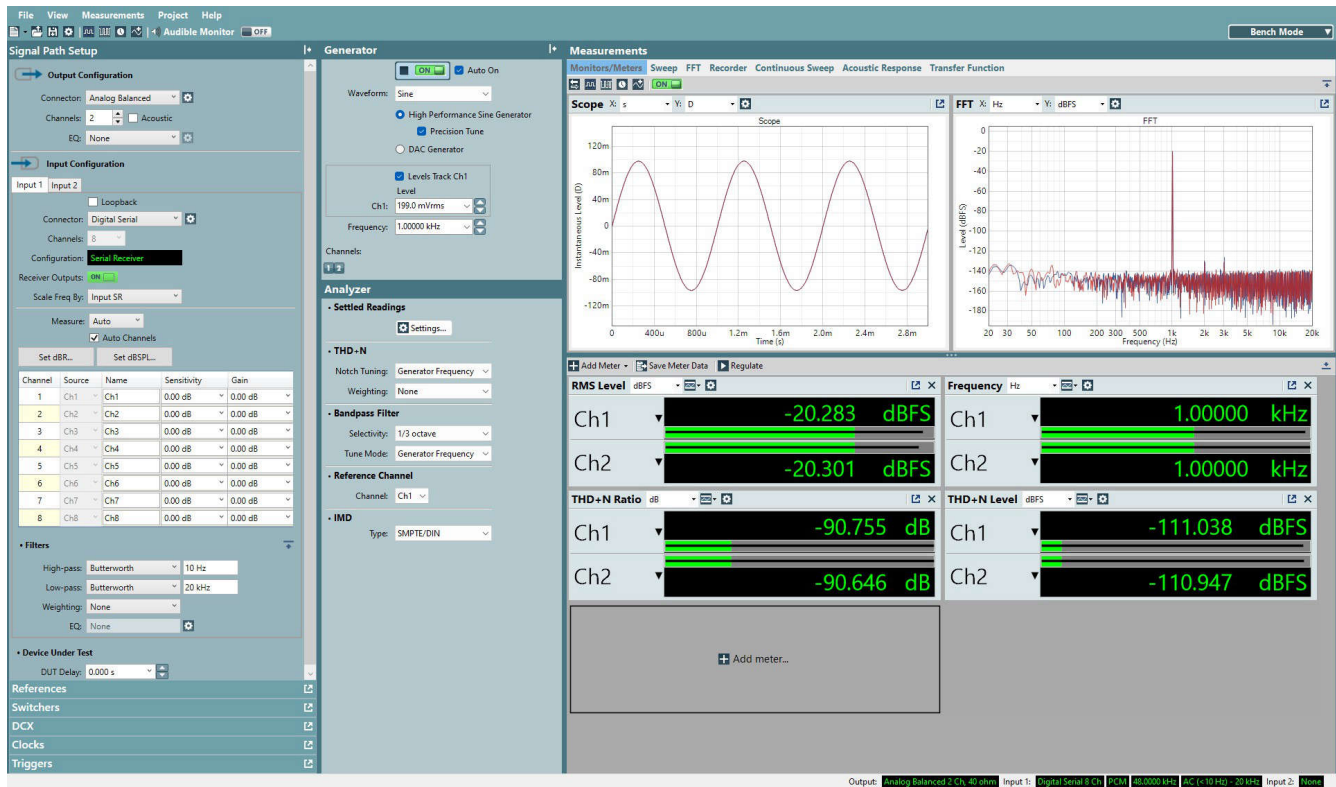 File View Measurements Project Help
Audible Monitor OFF
Bench Mode
Signal Path Setup
Output Configuration
Connector: Analog Balanced
Channels: 2 Acoustic
EQ: None
Input Configuration
Input 1 Input 2
Loopback
Connector: Digital Serial
Channels: 8
Configuration: Serial Receiver
Receiver Outputs: ON
Scale Freq By: Input SR
Measure: Auto
Auto Channels
Set dBR... Set dBSPL...
Channel Source Name Sensitivity Gain
1 Ch1 Ch1 0.00 dB 0.00 dB
2 Ch2 Ch2 0.00 dB 0.00 dB
3 Ch3 Ch3 0.00 dB 0.00 dB
4 Ch4 Ch4 0.00 dB 0.00 dB
5 Ch5 Ch5 0.00 dB 0.00 dB
6 Ch6 Ch6 0.00 dB 0.00 dB
7 Ch7 Ch7 0.00 dB 0.00 dB
8 Ch8 Ch8 0.00 dB 0.00 dB
• Filters
High-pass: Butterworth 10 Hz
Low-pass: Butterworth 20 kHz
Weighting: None
EQ: None
• Device Under Test
DUT Delay: 0.000 s
References
Switchers
DCX
Clocks
Triggers
Generator
ON Auto On
Waveform: Sine
High Performance Sine Generator
Precision Tune
DAC Generator
Levels Track Ch1
Level
Ch1: 199.0 mVrms
Frequency: 1.00000 kHz
Channels:
1 2
Analyzer
• Settled Readings
Settings...
• THD+N
Notch Tuning: Generator Frequency
Weighting: None
• Bandpass Filter
Selectivity: 1/3 octave
Tune Mode: Generator Frequency
• Reference Channel
Channel: Ch1
• IMD
Type: SMPTE/DIN
Measurements
Monitors/Meters Sweep FFT Recorder Continuous Sweep Acoustic Response Transfer Function
ON
Scope X: s Y: D
Scope
Instantaneous Level (D)
120m
80m
40m
0
-40m
-80m
-120m
0 400u 800u 1.2m 1.6m 2.0m 2.4m 2.8m
Time (s)
FFT X: Hz Y: dBFS
FFT
Level (dBFS)
0
-20
-40
-60
-80
-100
-120
-140
-160
-180
20 30 50 100 200 300 500 1k 2k 3k 5k 10k 20k
Frequency (Hz)
Add Meter Save Meter Data Regulate
RMS Level dBFS
Ch1 -20.283 dBFS
Ch2 -20.301 dBFS
Frequency Hz
Ch1 1.00000 kHz
Ch2 1.00000 kHz
THD+N Ratio dB
Ch1 -90.755 dB
Ch2 -90.646 dB
THD+N Level dBFS
Ch1 -111.038 dBFS
Ch2 -110.947 dBFS
Add meter...
Output: Analog Balanced 2 Ch, 40 ohm Input 1: Digital Serial 8 Ch PCM 48.0000 kHz AC (<10 Hz) - 20 kHz Input 2: None